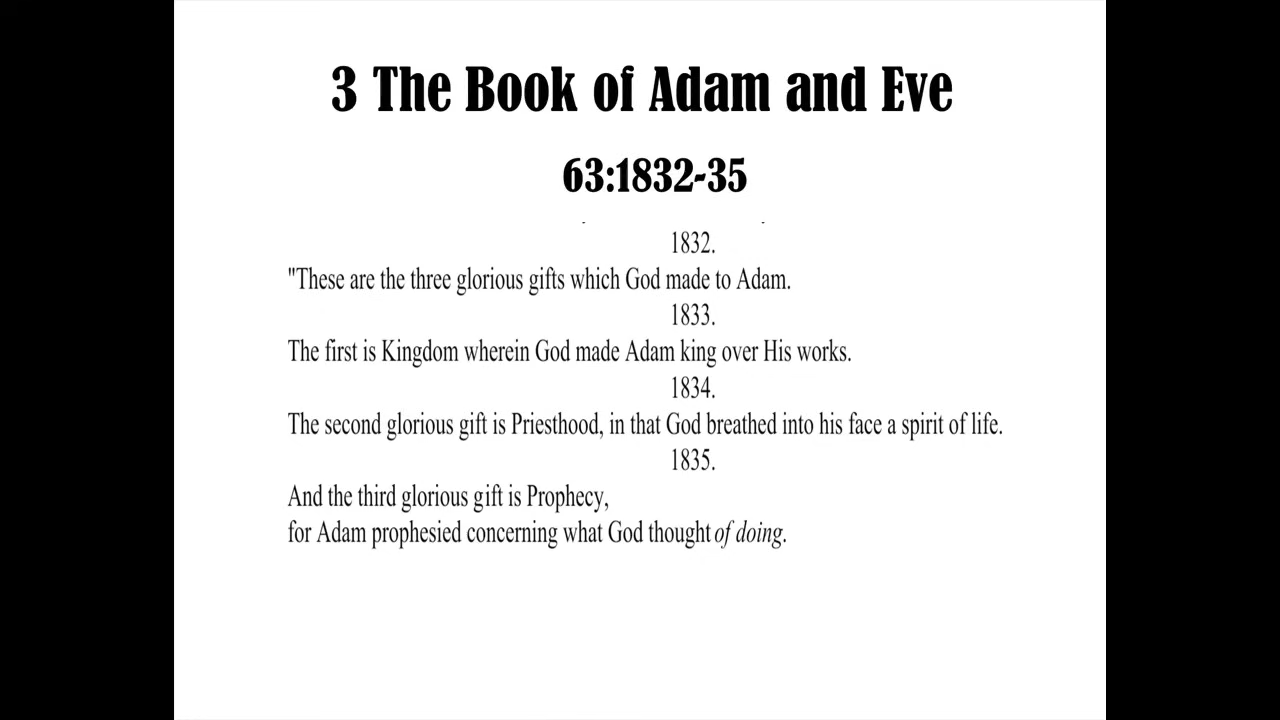 3 The Book of Adam and Eve
63:1832-35
1832.
"These are the three glorious gifts which God made to Adam.
1833.
The first is Kingdom wherein God made Adam king over His works.
1834.
The second glorious gift is Priesthood, in that God breathed into his face a spirit of life.
1835.
And the third glorious gift is Prophecy,
for Adam prophesied concerning what God thought of doing.